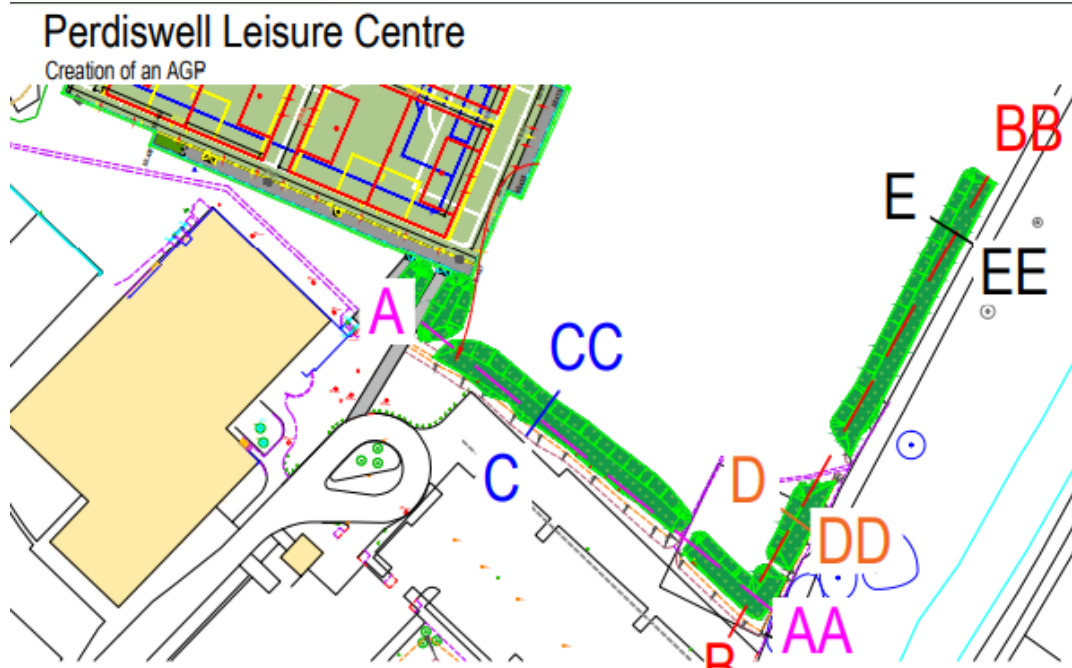 Perdiswell Leisure Centre
Creation of an AGP
BB
E
EE
A
CC
C
D
DD
AA
B